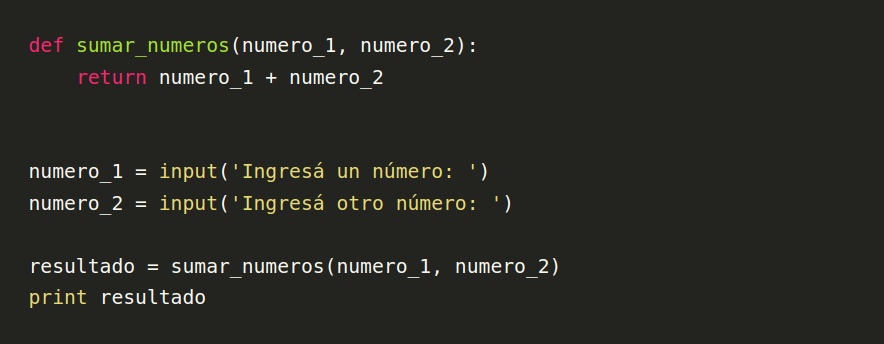 def sumar_numeros(numero_1, numero_2):
    return numero_1 + numero_2
numero_1 = input('Ingresá un número: ')
numero_2 = input('Ingresá otro número: ')
resultado = sumar_numeros(numero_1, numero_2)
print resultado